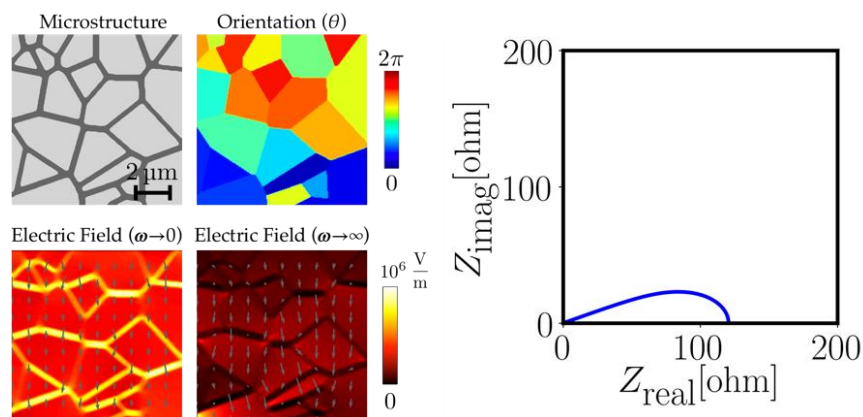 Microstructure
Orientation (θ)
2 µm
2π
0
Electric Field (ω→0)
Electric Field (ω→∞)
10⁶ V/m
0
200
100
0
Z_imag[ohm]
0
100
200
Z_real[ohm]